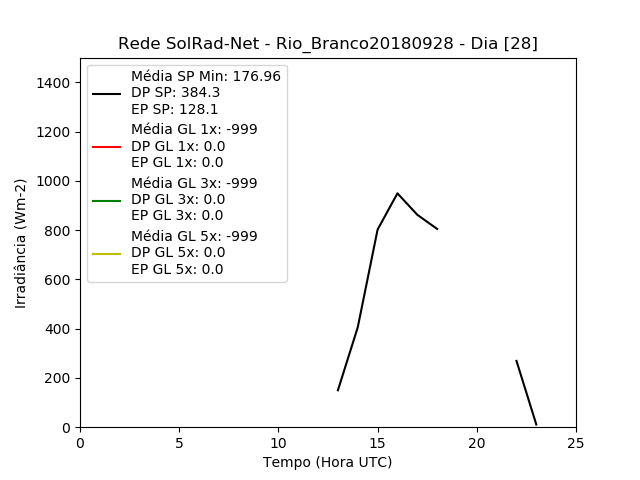 Rede SolRad-Net - Rio_Branco20180928 - Dia [28]
Média SP Min: 176.96
DP SP: 384.3
EP SP: 128.1
Média GL 1x: -999
DP GL 1x: 0.0
EP GL 1x: 0.0
Média GL 3x: -999
DP GL 3x: 0.0
EP GL 3x: 0.0
Média GL 5x: -999
DP GL 5x: 0.0
EP GL 5x: 0.0
Irradiância (Wm-2)
1400
1200
1000
800
600
400
200
0
0 5 10 15 20 25
Tempo (Hora UTC)